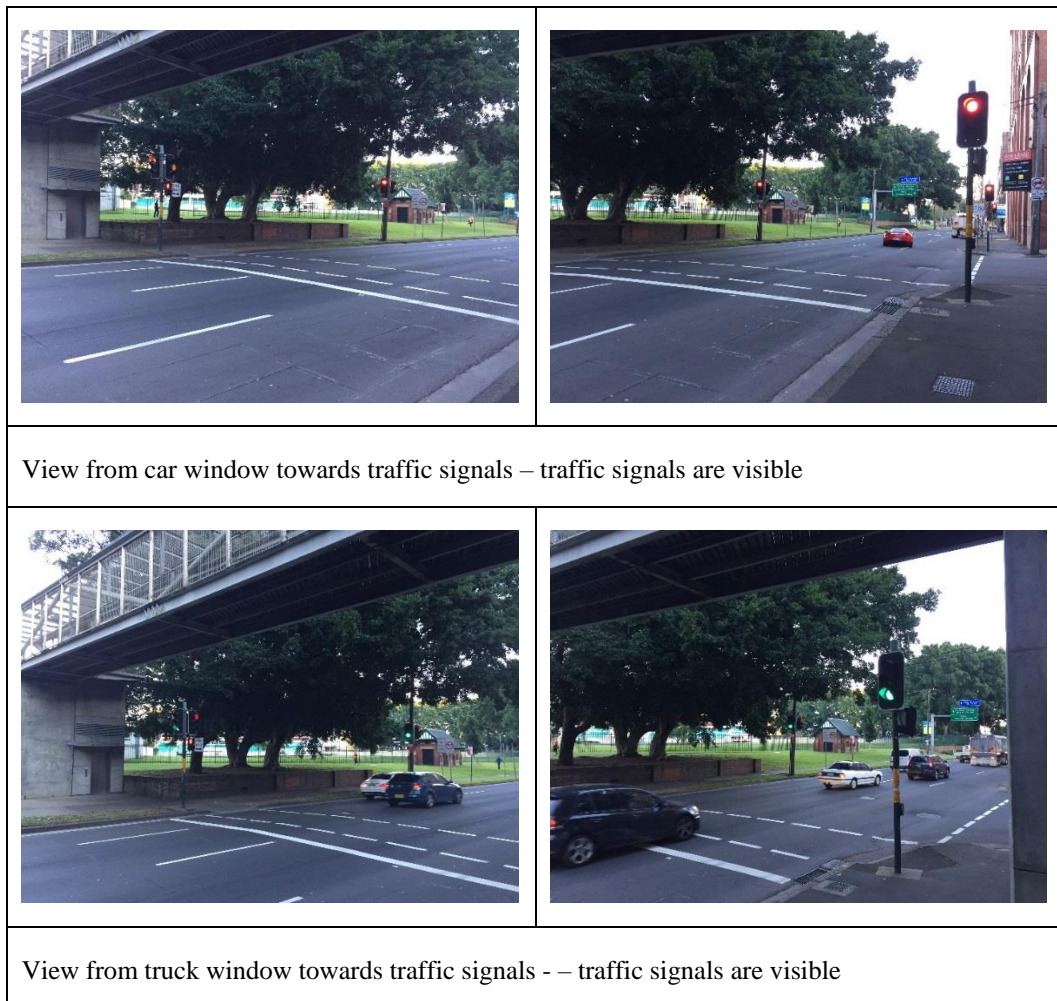 View from car window towards traffic signals – traffic signals are visible
View from truck window towards traffic signals - – traffic signals are visible